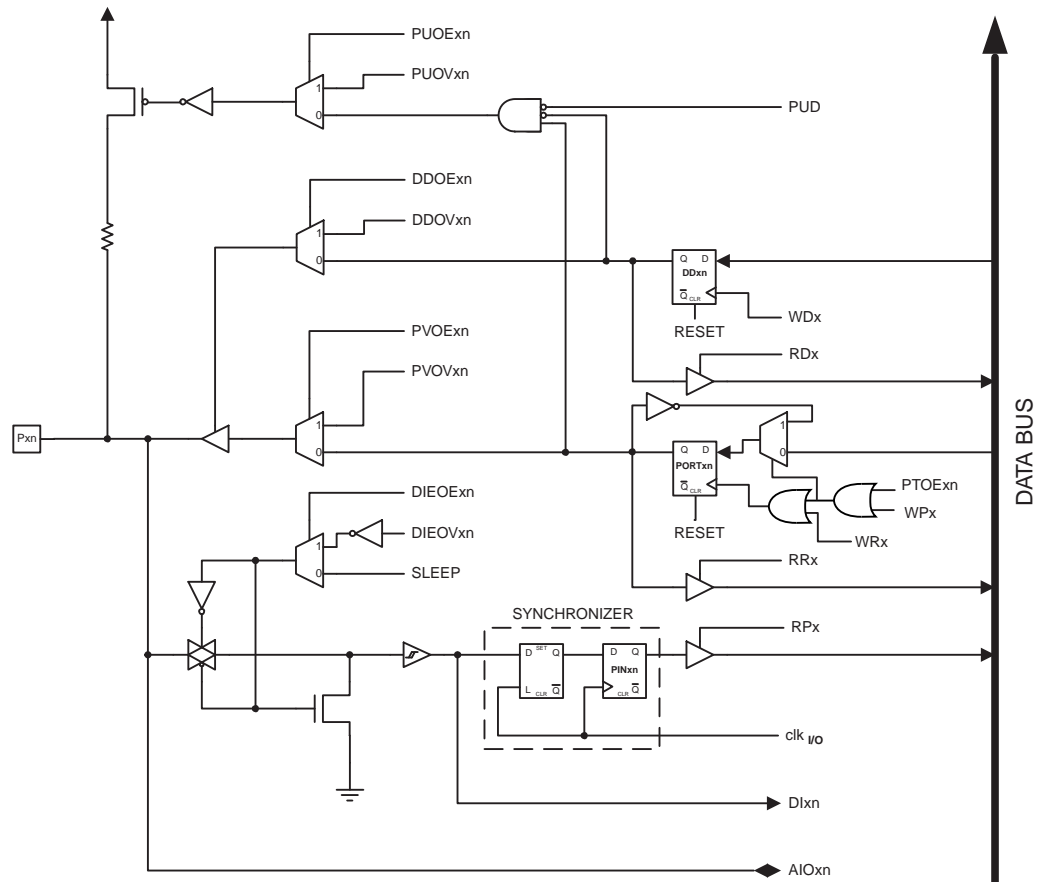 PUOExn
PUOVxn
1
0
PUD
DDOExn
DDOVxn
1
0
Q D
DDxn
Q CLR
WDx
RESET
RDx
PVOExn
PVOVxn
1
0
Pxn
1
0
Q D
PORTxn
Q CLR
PTOExn
WPx
RESET
WRx
RRx
DIEOExn
DIEOVxn
1
0
SLEEP
SYNCHRONIZER
RPx
D SET Q
L CLR Q
D Q
PINxn
CLR Q
clk I/O
DIxn
AIOxn
DATA BUS